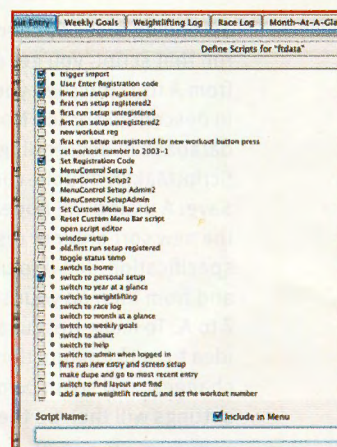 out Entry Weekly Goals Weightlifting Log Race Log Month-At-A-Gla
Define Scripts for "ftdata"
trigger import
User Enter Registration code
first run setup registered
first run setup registered2
first run setup unregistered
first run setup unregistered2
new workout reg
first run setup unregistered for new workout button press
set workout number to 2003-1
Set Registration Code
MenuControl Setup 1
MenuControl Setup2
MenuControl Setup Admin2
MenuControl SetupAdmin
Set Custom Menu Bar script
Reset Custom Menu Bar script
open script editor
window setup
old.first run setup registered
toggle status temp
switch to home
switch to personal setup
switch to year at a glance
switch to weightlifting
switch to race log
switch to month at a glance
switch to weekly goals
switch to about
switch to help
switch to admin when logged in
first run new entry and screen setup
make dupe and go to most recent entry
switch to find layout and find
add a new weightlift record, and set the workout number
Script Name: Include in Menu